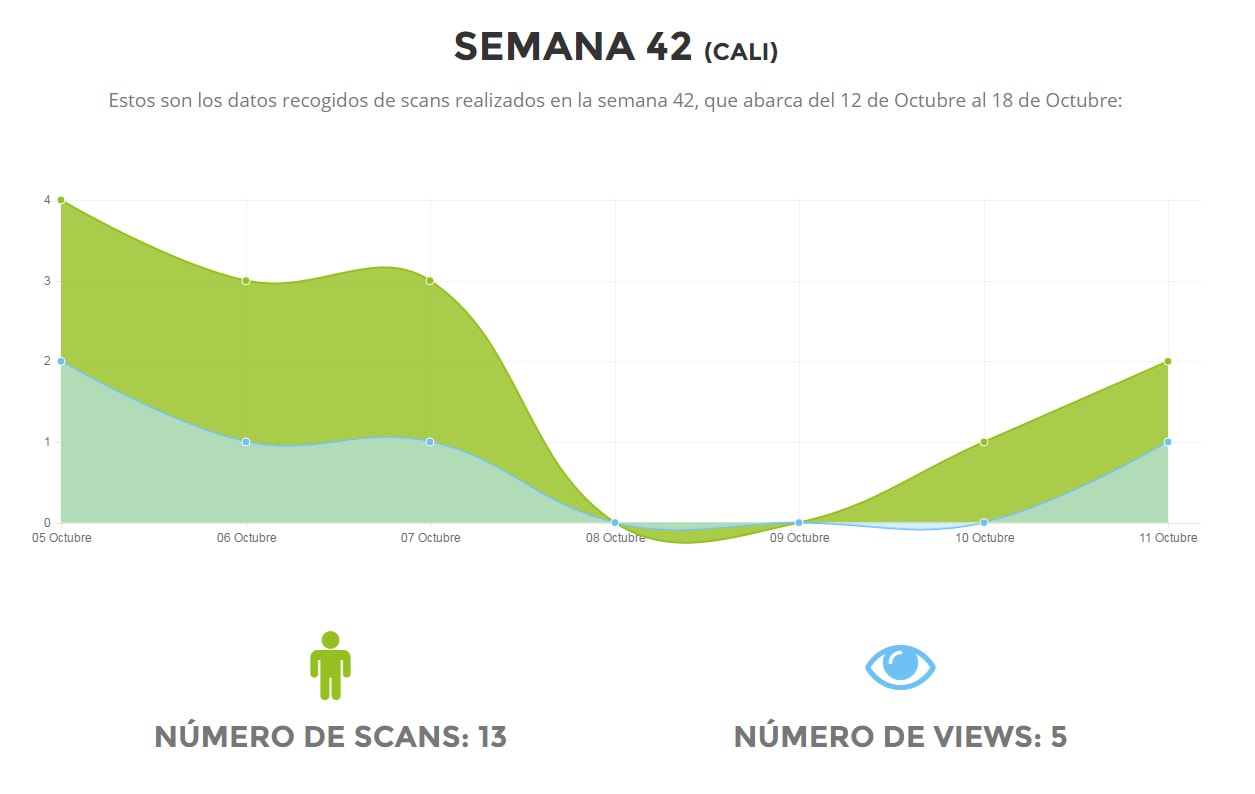 SEMANA 42 (CALI)
Estos son los datos recogidos de scans realizados en la semana 42, que abarca del 12 de Octubre al 18 de Octubre:
4
3
2
1
0
05 Octubre 06 Octubre 07 Octubre 08 Octubre 09 Octubre 10 Octubre 11 Octubre
NÚMERO DE SCANS: 13 NÚMERO DE VIEWS: 5